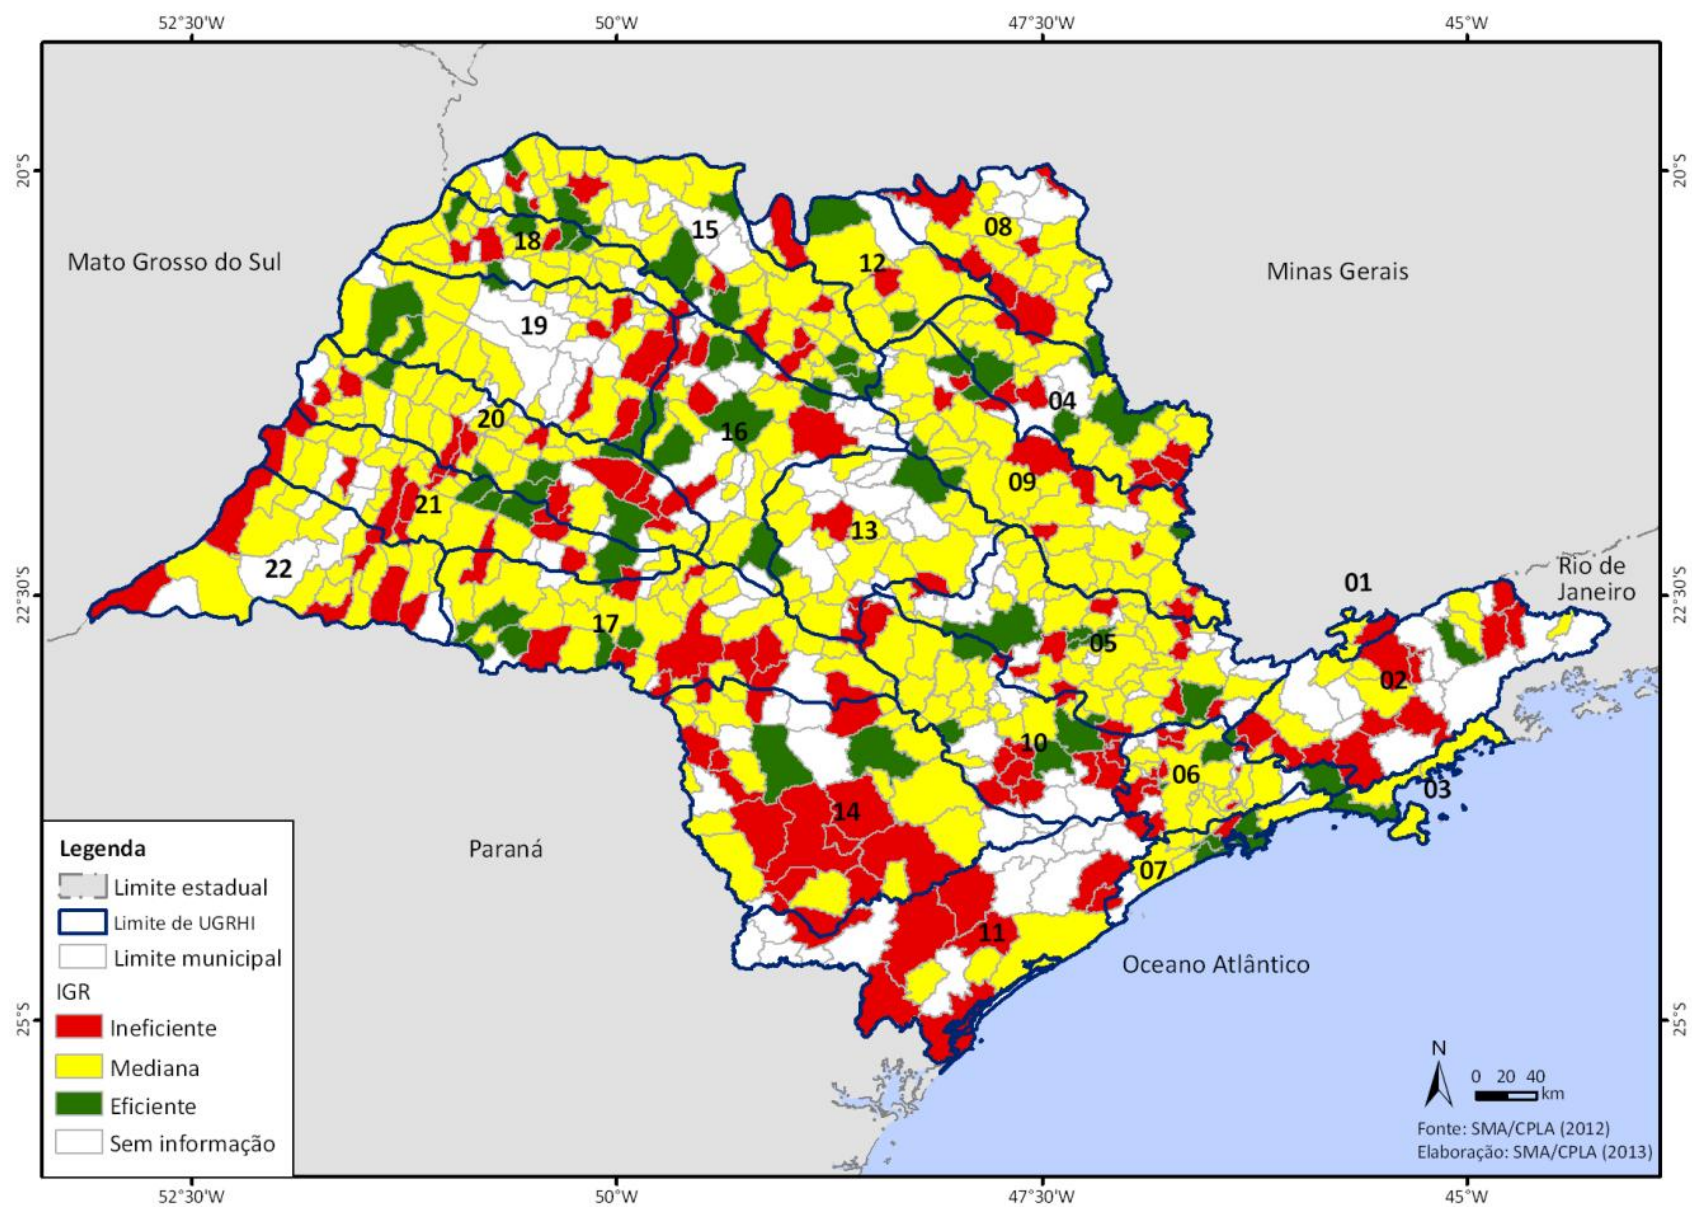 52°30'W
50°W
47°30'W
45°W
20°S
20°S
Mato Grosso do Sul
Minas Gerais
15
18
08
12
19
20
04
16
09
21
13
22
22°30'S
22°30'S
01
Rio de
Janeiro
17
05
02
10
06
03
14
07
11
Paraná
Oceano Atlântico
25°S
25°S
Legenda
Limite estadual
Limite de UGRHI
Limite municipal
IGR
Ineficiente
Mediana
Eficiente
Sem informação
N
0 20 40
km
Fonte: SMA/CPLA (2012)
Elaboração: SMA/CPLA (2013)
52°30'W
50°W
47°30'W
45°W